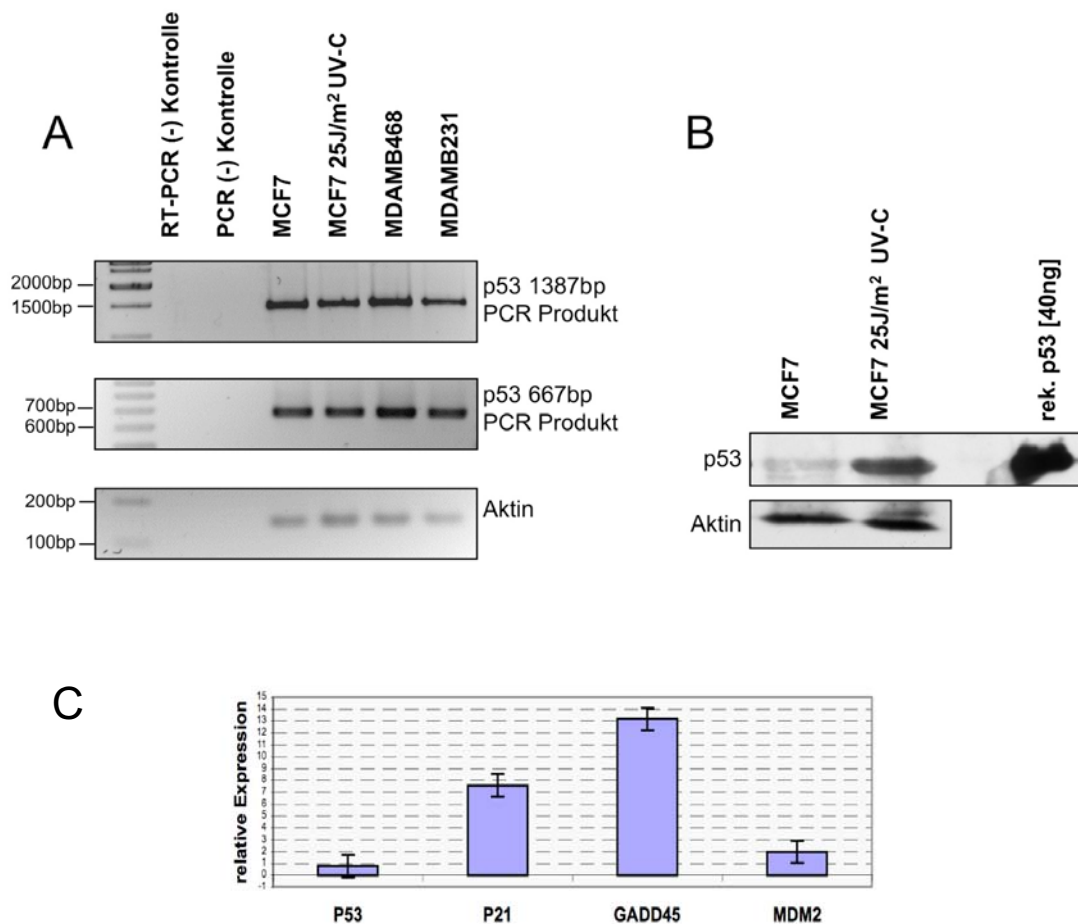 A
RT-PCR (-) Kontrolle
PCR (-) Kontrolle
MCF7
MCF7 25J/m² UV-C
MDAMB468
MDAMB231
2000bp
1500bp
p53 1387bp
PCR Produkt
700bp
600bp
p53 667bp
PCR Produkt
200bp
100bp
Aktin
B
MCF7
MCF7 25J/m² UV-C
rek. p53 [40ng]
p53
Aktin
C
relative Expression
15
14
13
12
11
10
9
8
7
6
5
4
3
2
1
0
-1
P53
P21
GADD45
MDM2